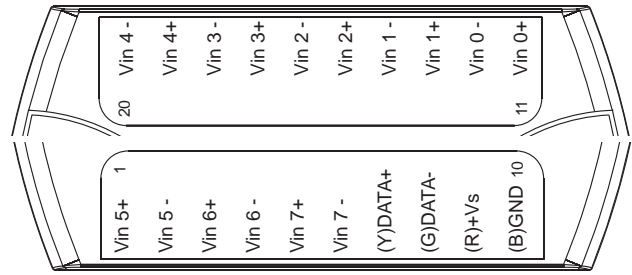 Vin 4 -
Vin 4+
Vin 3 -
Vin 3+
Vin 2 -
Vin 2+
Vin 1 -
Vin 1+
Vin 0 -
Vin 0+
20
11
1
10
Vin 5+
Vin 5 -
Vin 6+
Vin 6 -
Vin 7+
Vin 7 -
(Y)DATA+
(G)DATA-
(R)+Vs
(B)GND